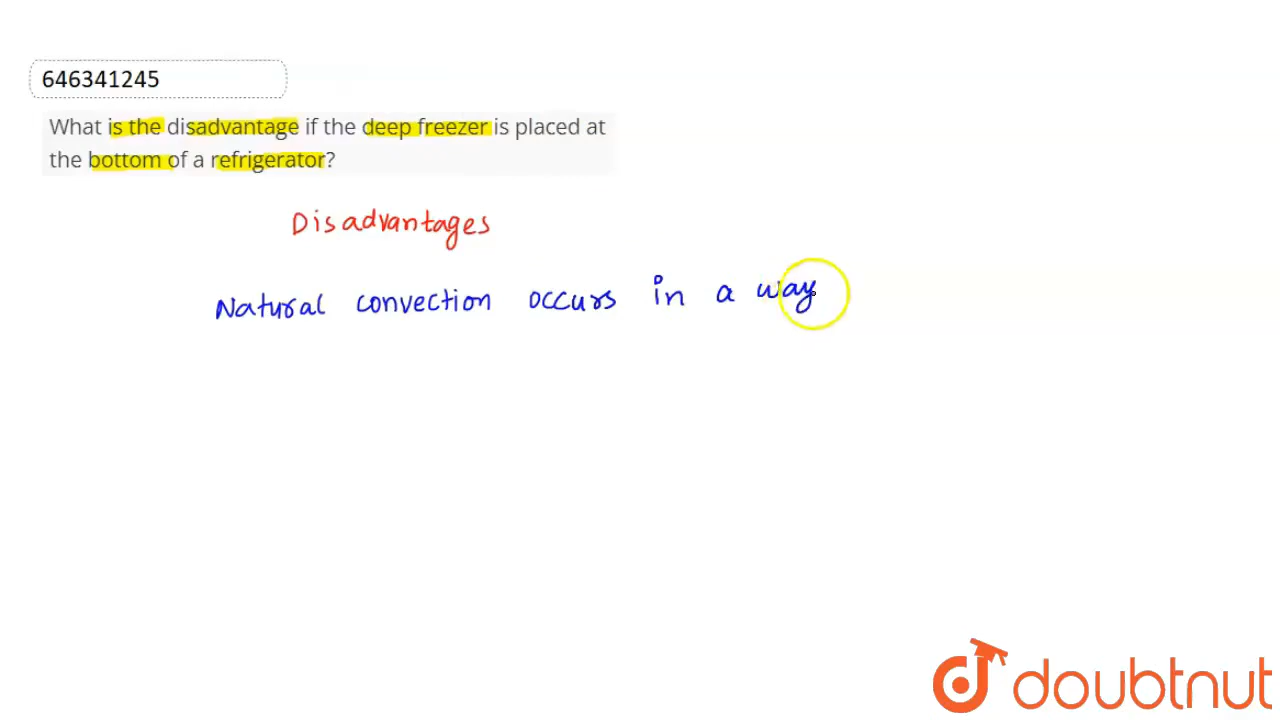 646341245
What is the disadvantage if the deep freezer is placed at
the bottom of a refrigerator?
Disadvantages
Natural convection occurs in a way
doubtnut